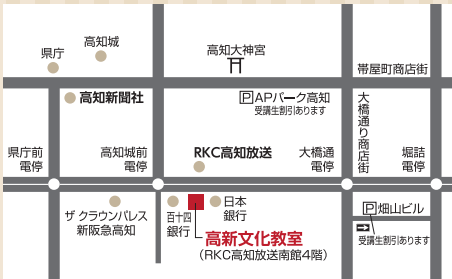 高知城
県庁
高知大神宮
帯屋町商店街
高知新聞社
P APパーク高知
受講生割引あります
大橋通り商店街
県庁前
電停
高知城前
電停
RKC高知放送
大橋通
電停
堀詰
電停
ザ クラウンパレス
新阪急高知
百十四
銀行
日本
銀行
P 畑山ビル
受講生割引あります
高新文化教室
(RKC高知放送南館4階)